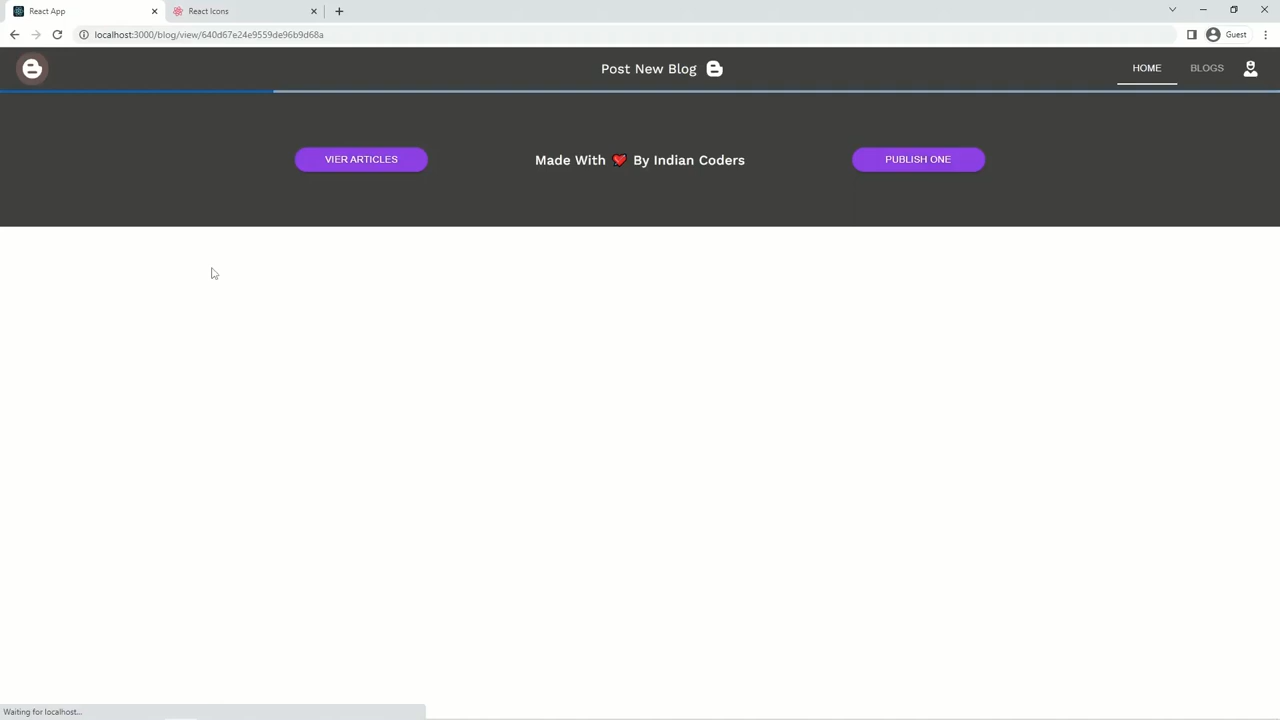 React App
React Icons
localhost:3000/blog/view/640d67e24e9559de96b9d68a
Guest
Post New Blog
HOME
BLOGS
VIER ARTICLES
Made With ❤️ By Indian Coders
PUBLISH ONE
Waiting for localhost...